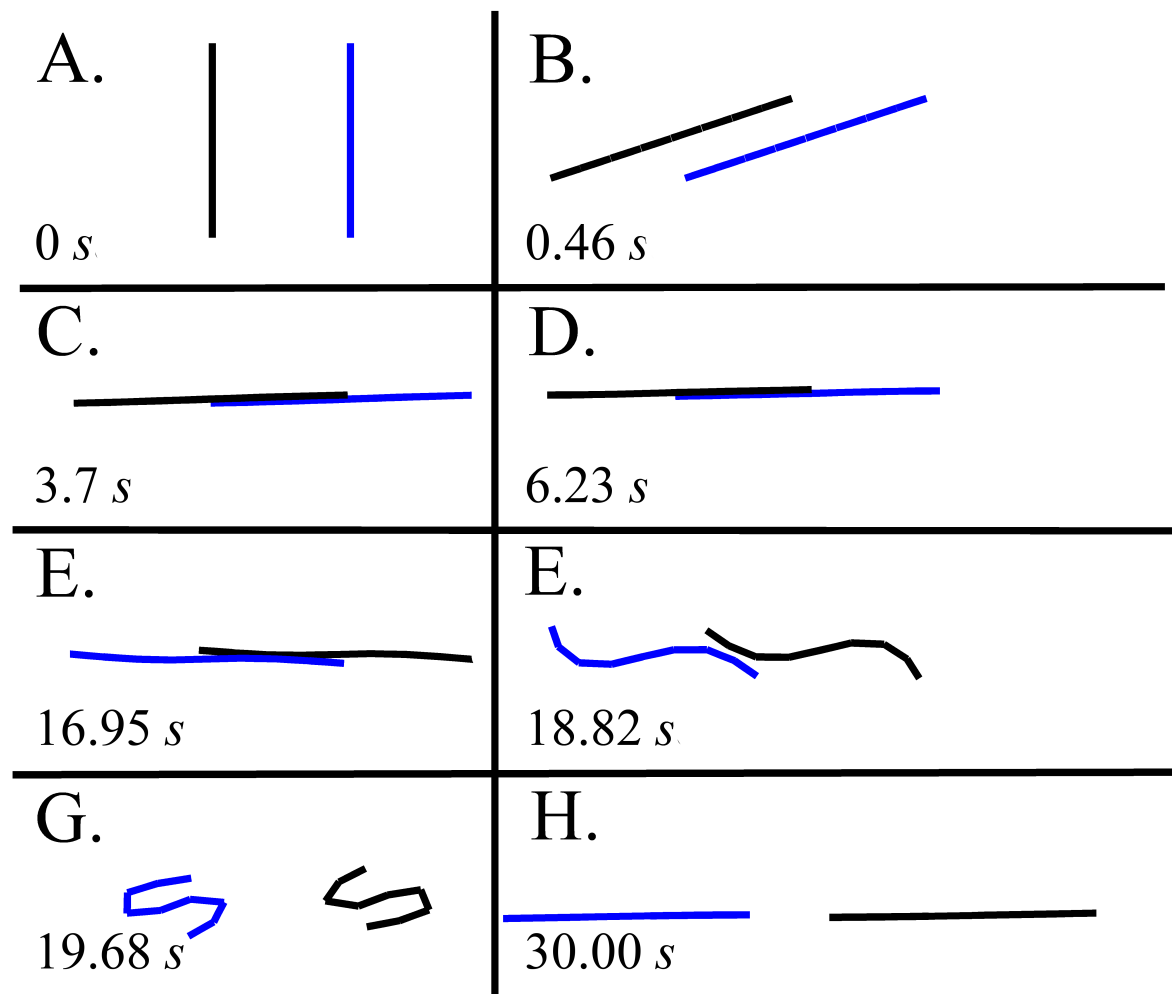 A.
0 s
B.
0.46 s
C.
3.7 s
D.
6.23 s
E.
16.95 s
E.
18.82 s
G.
19.68 s
H.
30.00 s